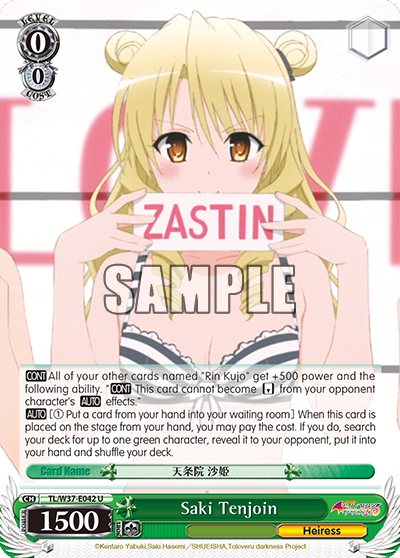 LEVEL
0
0
COST
LOVE
ZASTIN
SAMPLE
CONT All of your other cards named "Rin Kujo" get +500 power and the
following ability. "CONT This card cannot become [▼] from your opponent
character's AUTO effects."
AUTO [① Put a card from your hand into your waiting room] When this card is
placed on the stage from your hand, you may pay the cost. If you do, search
your deck for up to one green character, reveal it to your opponent, put it into
your hand and shuffle your deck.
Card Name 天条院 沙姫
CH TL/W37-E042 U
1500
Saki Tenjoin
Heiress
©Kentaro Yabuki,Saki Hasemi／SHUEISHA,Toloveru darkness Project